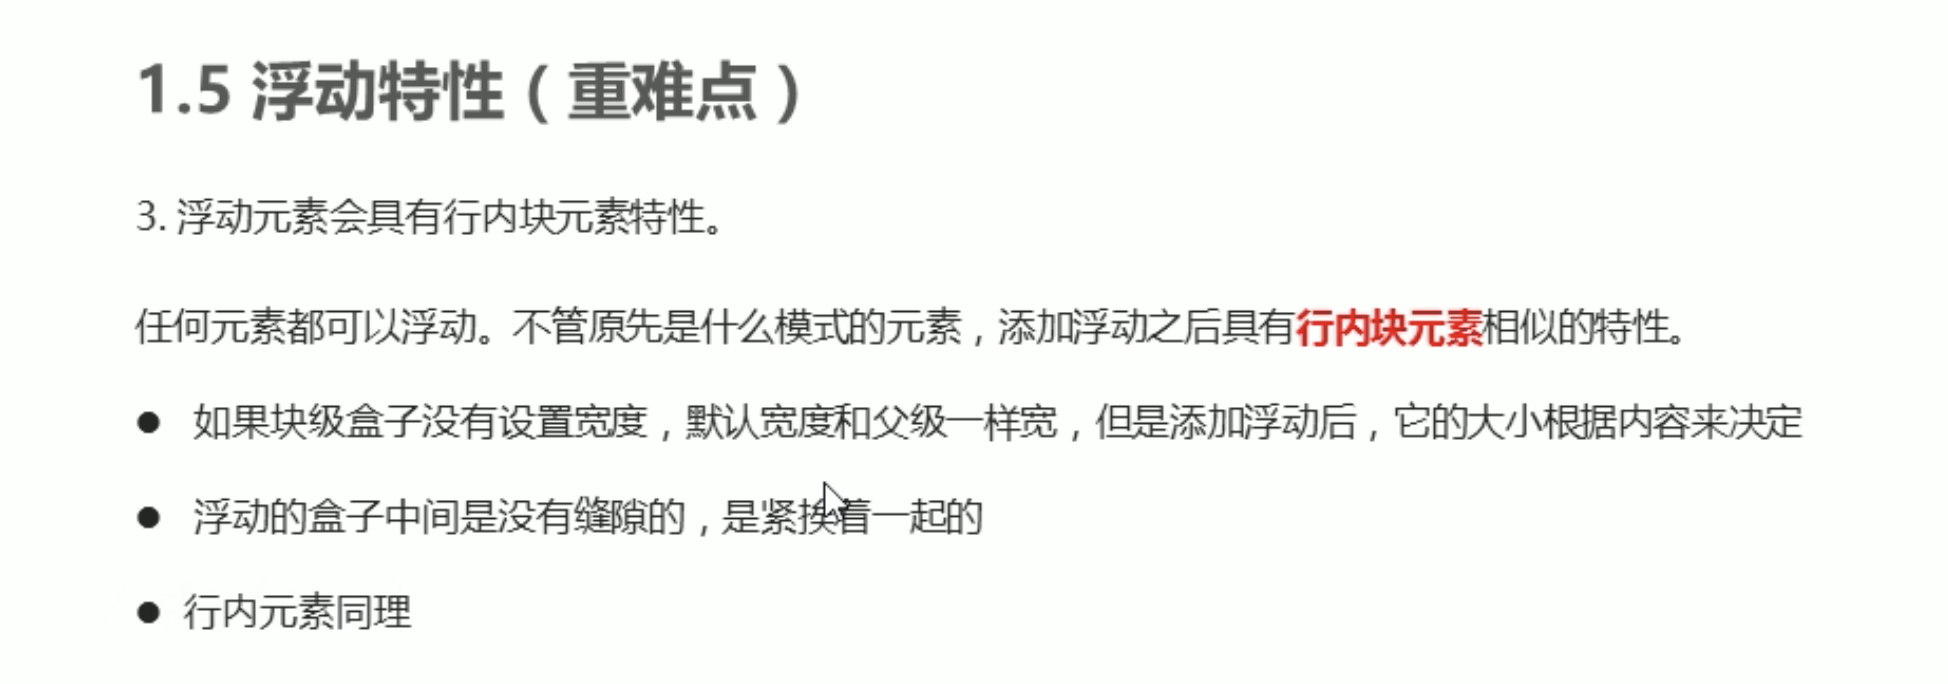 1.5 浮动特性（重难点）
3. 浮动元素会具有行内块元素特性。
任何元素都可以浮动。不管原先是什么模式的元素，添加浮动之后具有行内块元素相似的特性。
● 如果块级盒子没有设置宽度，默认宽度和父级一样宽，但是添加浮动后，它的大小根据内容来决定
● 浮动的盒子中间是没有缝隙的，是紧挨着一起的
● 行内元素同理